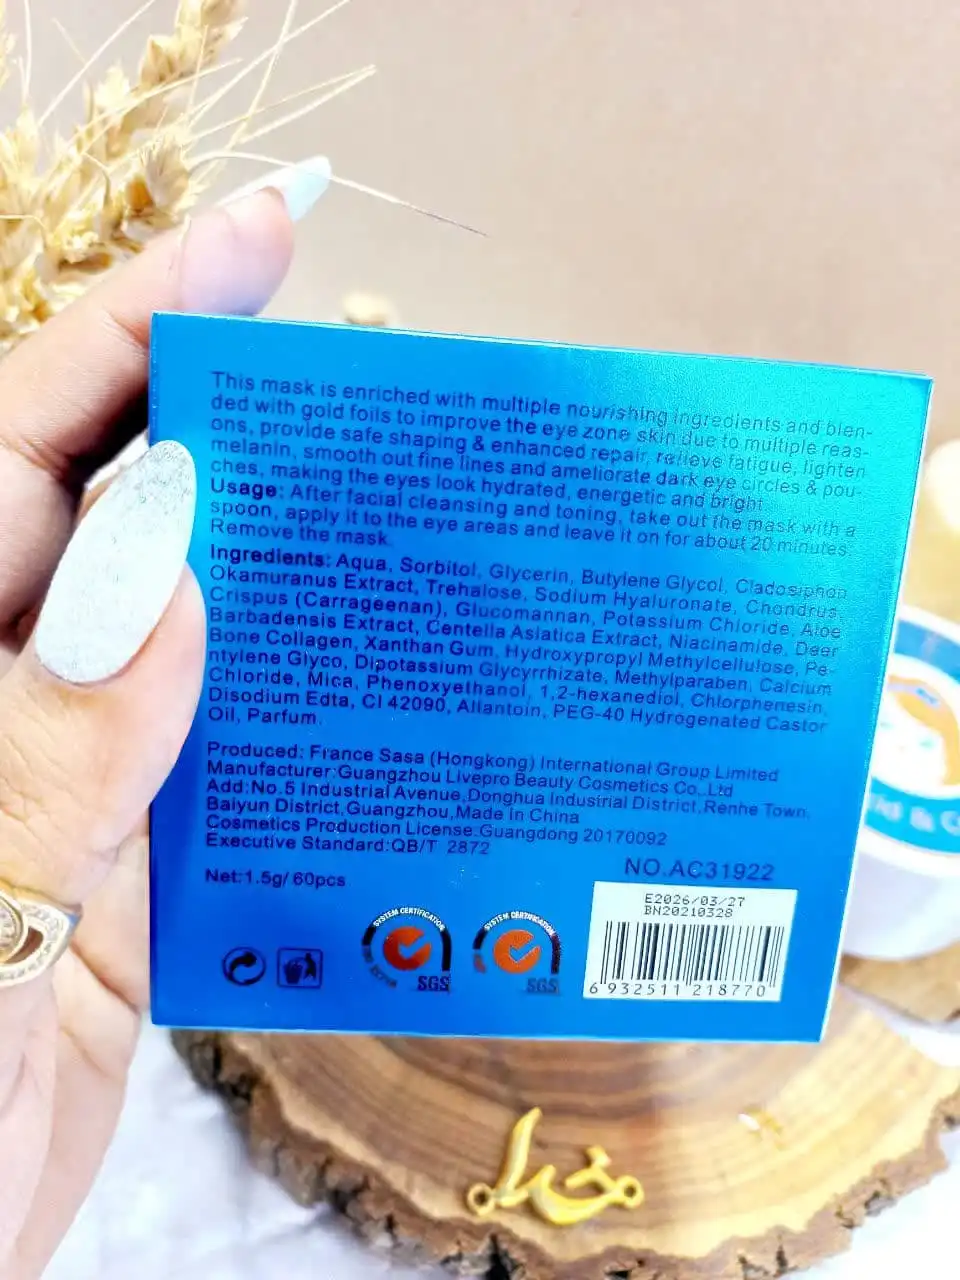 This mask is enriched with multiple nourishing ingredients and blen-
ded with gold foils to improve the eye zone skin due to multiple reas-
ons, provide safe shaping & enhanced repair, relieve fatigue, lighten
melanin, smooth out fine lines and ameliorate dark eye circles & pou-
ches, making the eyes look hydrated, energetic and bright.
Usage: After facial cleansing and toning, take out the mask with a
spoon, apply it to the eye areas and leave it on for about 20 minutes.
Remove the mask.
Ingredients: Aqua, Sorbitol, Glycerin, Butylene Glycol, Cladosiphon
Okamuranus Extract, Trehalose, Sodium Hyaluronate, Chondrus
Crispus (Carrageenan), Glucomannan, Potassium Chloride, Aloe
Barbadensis Extract, Centella Asiatica Extract, Niacinamide, Deer
Bone Collagen, Xanthan Gum, Hydroxypropyl Methylcellulose, Pe-
ntylene Glyco, Dipotassium Glycyrrhizate, Methylparaben, Calcium
Chloride, Mica, Phenoxyethanol, 1,2-hexanediol, Chlorphenesin,
Disodium Edta, CI 42090, Allantoin, PEG-40 Hydrogenated Castor
Oil, Parfum.
Produced: France Sasa (Hongkong) International Group Limited
Manufacturer:Guangzhou Livepro Beauty Cosmetics Co.,Ltd
Add:No.5 Industrial Avenue,Donghua Industrial District,Renhe Town,
Baiyun District,Guangzhou,Made In China
Cosmetics Production License:Guangdong 20170092
Executive Standard:QB/T 2872
Net:1.5g/ 60pcs
NO.AC31922
E2026/03/27
BN20210328
6 932511 218770
SYSTEM CERTIFICATION
SGS
SYSTEM CERTIFICATION
SGS